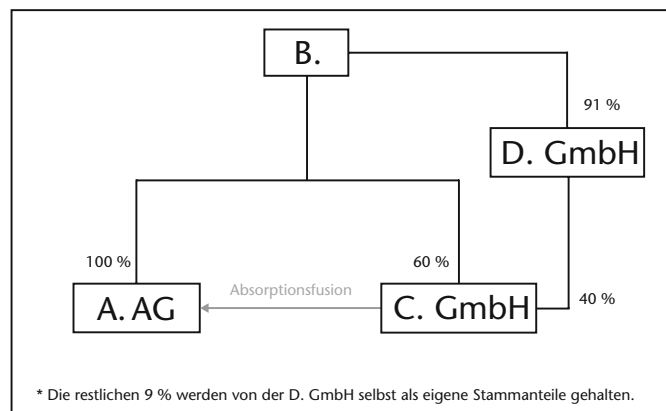 B.
91 %
D. GmbH
100 %
60 %
A. AG
Absorptionsfusion
C. GmbH
40 %
* Die restlichen 9 % werden von der D. GmbH selbst als eigene Stammanteile gehalten.